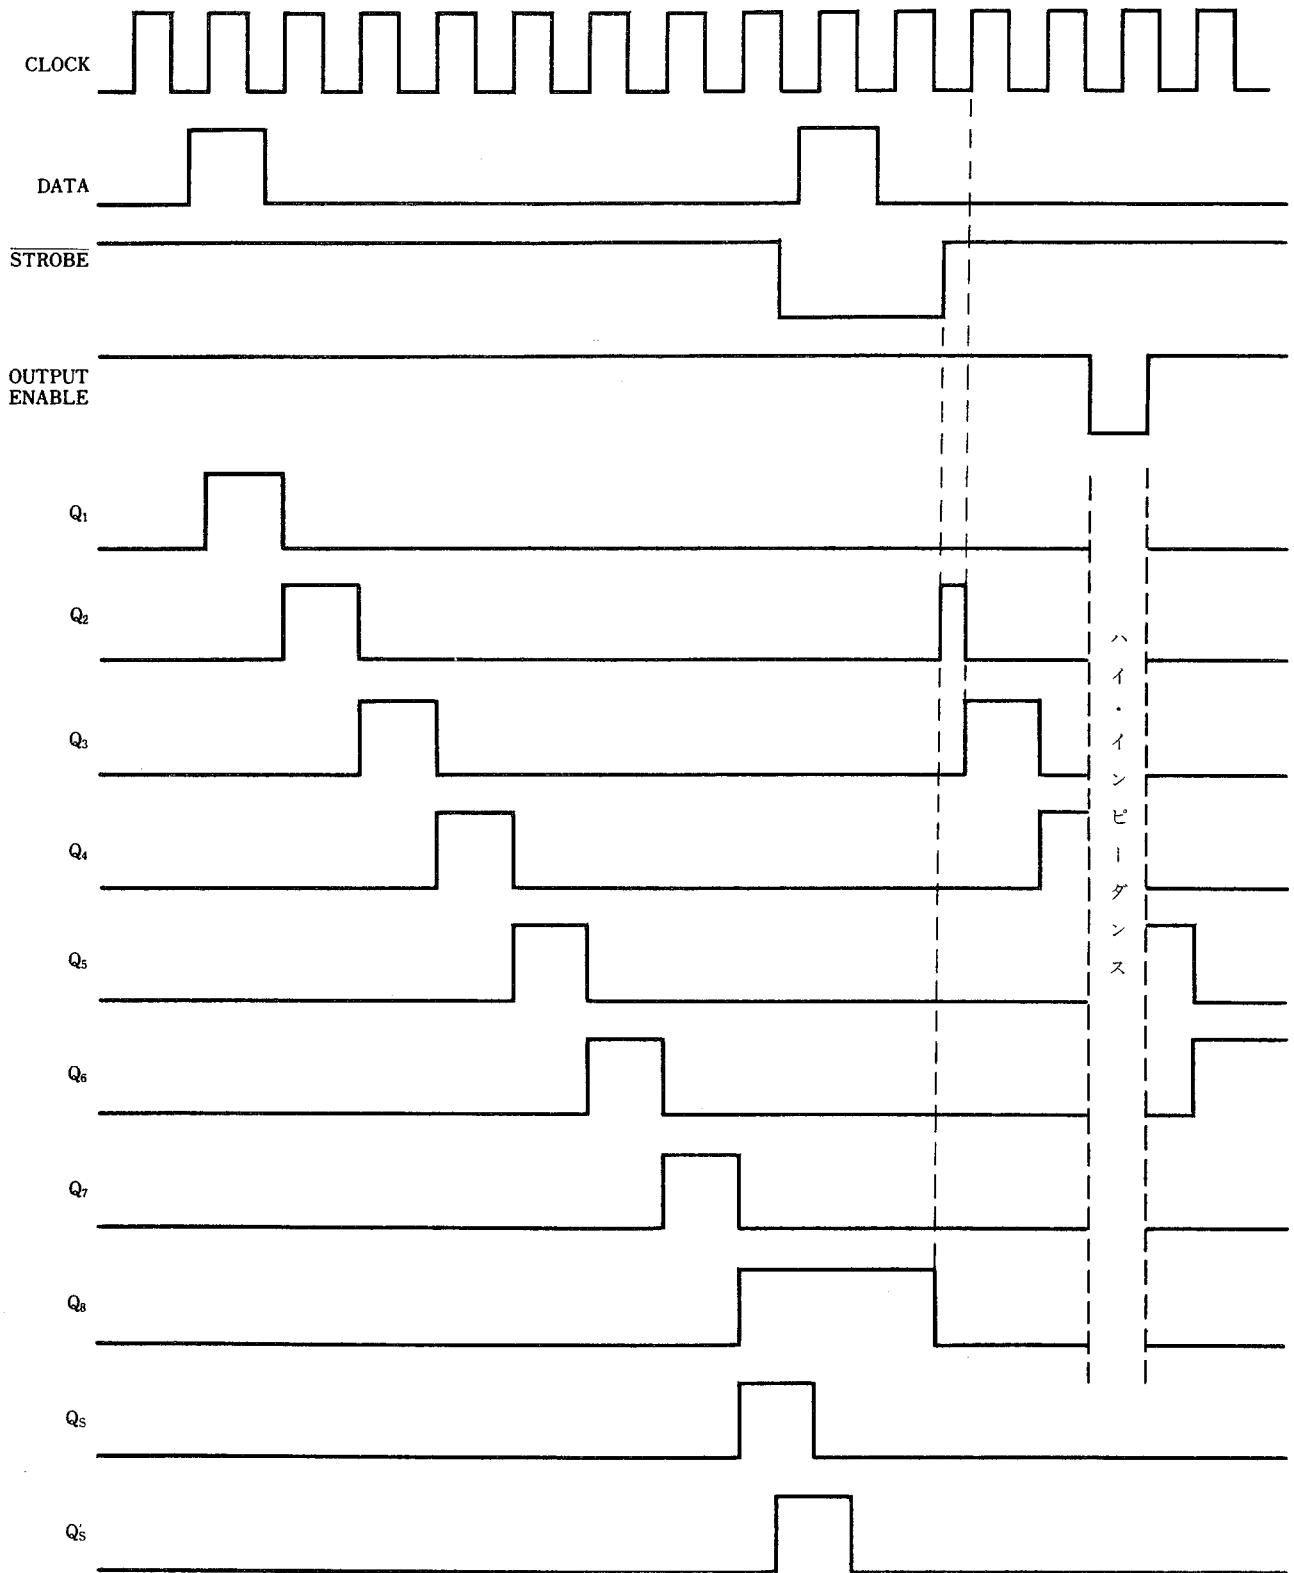 CLOCK
DATA
STROBE
OUTPUT
ENABLE
Q₁
Q₂
Q₃
Q₄
Q₅
Q₆
Q₇
Q₈
Qs
Q's
ハイ・インピーダンス